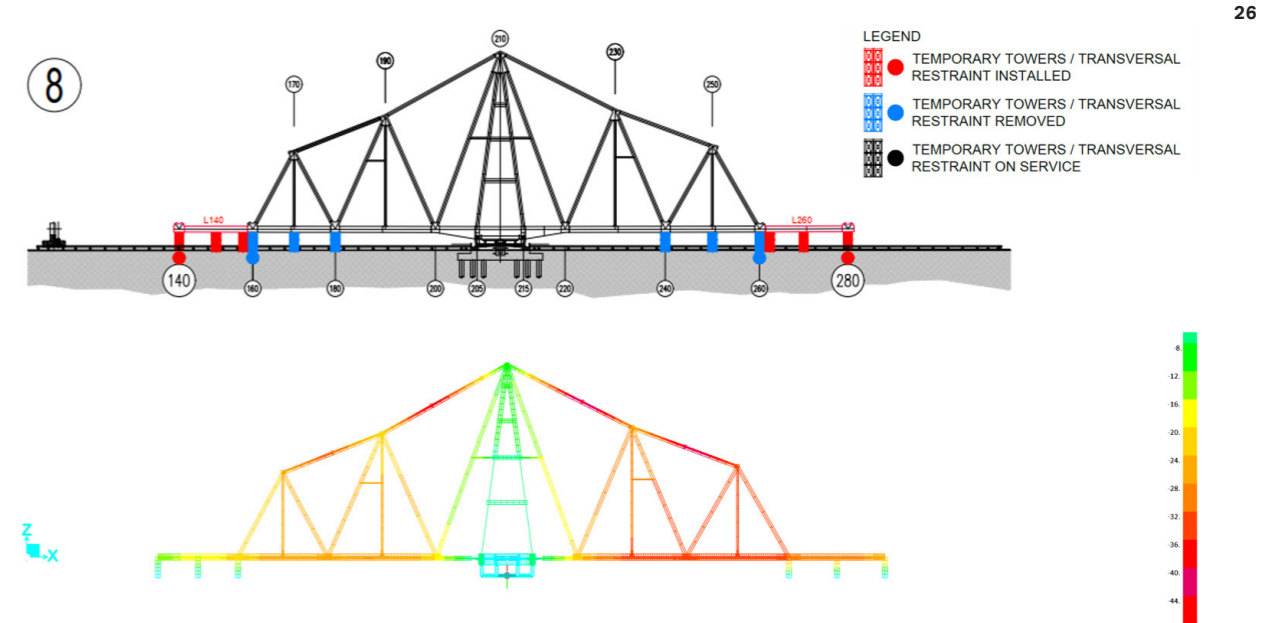 26
8
210
190
230
170
250
LEGEND
TEMPORARY TOWERS / TRANSVERSAL
RESTRAINT INSTALLED
TEMPORARY TOWERS / TRANSVERSAL
RESTRAINT REMOVED
TEMPORARY TOWERS / TRANSVERSAL
RESTRAINT ON SERVICE
L140
L260
140
160
180
200
205
215
220
240
260
280
Z
X
-8.
-12.
-16.
-20.
-24.
-28.
-32.
-36.
-40.
-44.